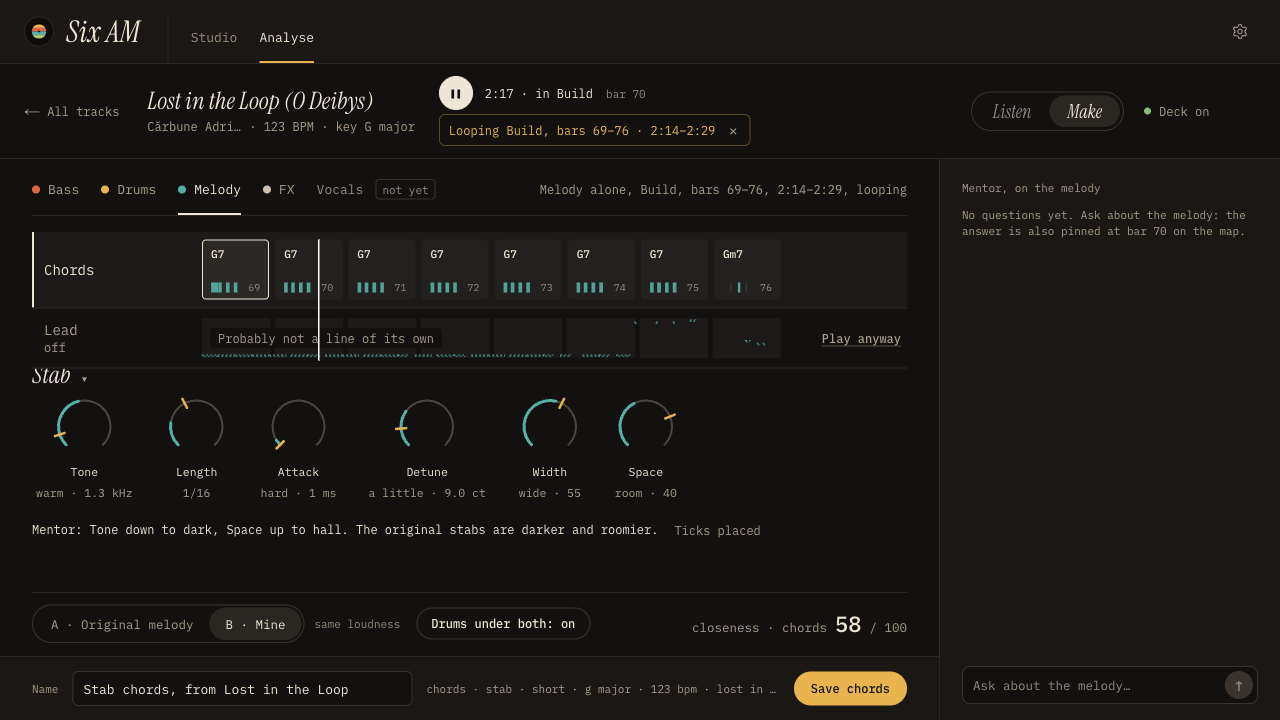 Six AM
Studio
Analyse
← All tracks
Lost in the Loop (O Deibys)
Cărbune Adri… · 123 BPM · key G major
2:17 · in Build bar 70
Looping Build, bars 69–76 · 2:14–2:29 ×
Listen
Make
Deck on
Bass
Drums
Melody
FX
Vocals
not yet
Melody alone, Build, bars 69–76, 2:14–2:29, looping
Chords
G7 69
G7 70
G7 71
G7 72
G7 73
G7 74
G7 75
Gm7 76
Lead
off
Probably not a line of its own
Play anyway
Stab ▾
Tone
warm · 1.3 kHz
Length
1/16
Attack
hard · 1 ms
Detune
a little · 9.0 ct
Width
wide · 55
Space
room · 40
Mentor: Tone down to dark, Space up to hall. The original stabs are darker and roomier. Ticks placed
A · Original melody
B · Mine
same loudness
Drums under both: on
closeness · chords 58 / 100
Name
Stab chords, from Lost in the Loop
chords · stab · short · g major · 123 bpm · lost in …
Save chords
Mentor, on the melody
No questions yet. Ask about the melody: the
answer is also pinned at bar 70 on the map.
Ask about the melody…
↑